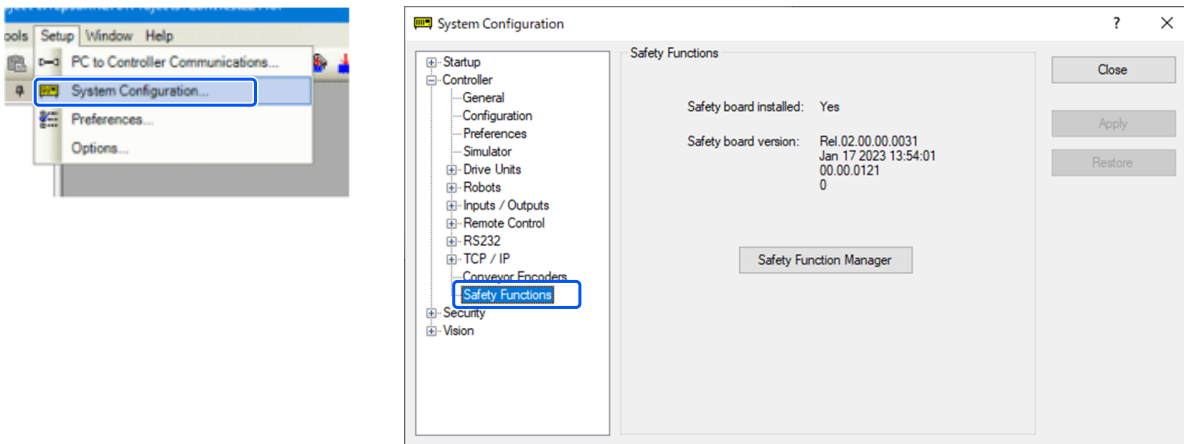 ools Setup Window Help
PC to Controller Communications...
System Configuration...
Preferences...
Options...
System Configuration
?
Startup
Controller
General
Configuration
Preferences
Simulator
Drive Units
Robots
Inputs / Outputs
Remote Control
RS232
TCP / IP
Conveyor Encoders
Safety Functions
Security
Vision
Safety Functions
Safety board installed: Yes
Safety board version: Rel.02.00.00.0031
Jan 17 2023 13:54:01
00.00.0121
0
Safety Function Manager
Close
Apply
Restore